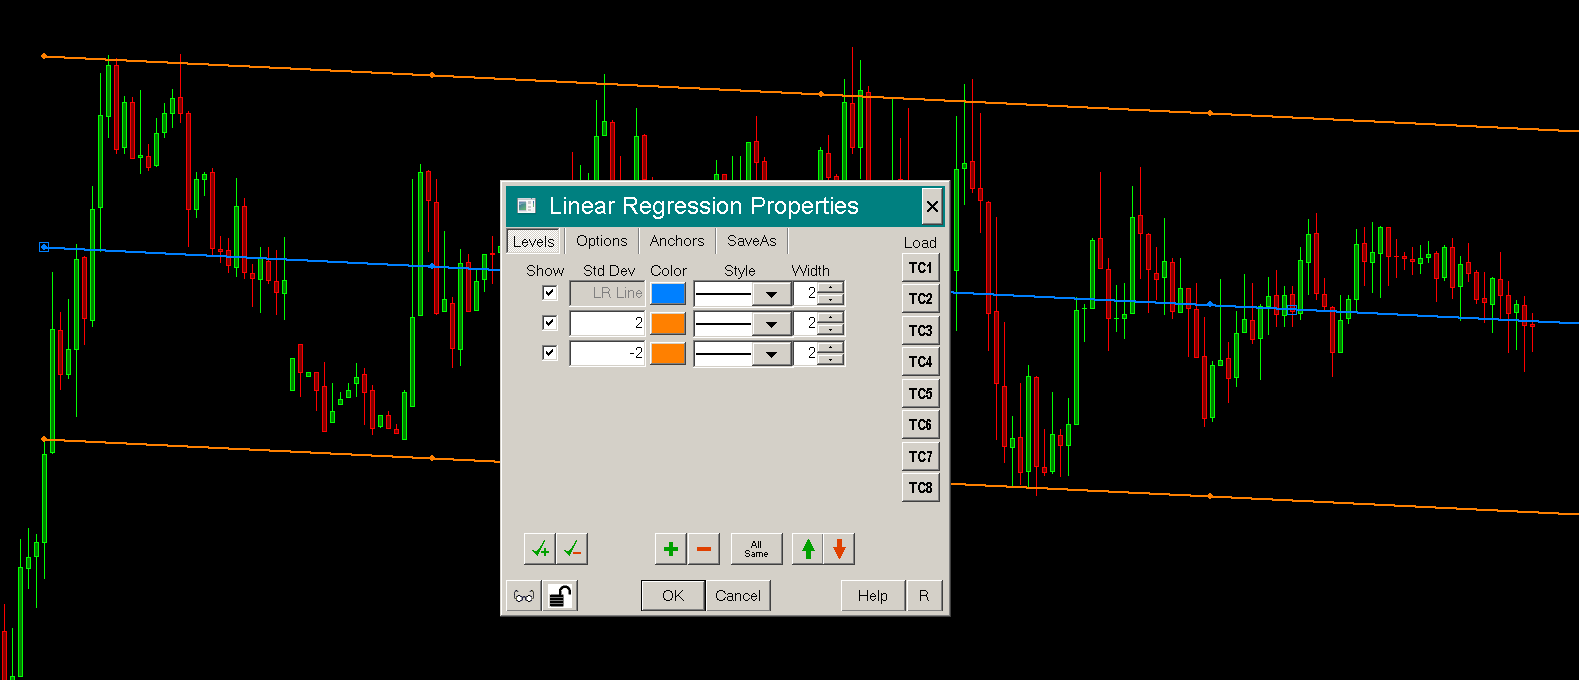 Linear Regression Properties
Levels Options Anchors SaveAs Load
Show Std Dev Color Style Width
LR Line 2
2 2
-2 2
TC1
TC2
TC3
TC4
TC5
TC6
TC7
TC8
All
Same
OK Cancel Help R